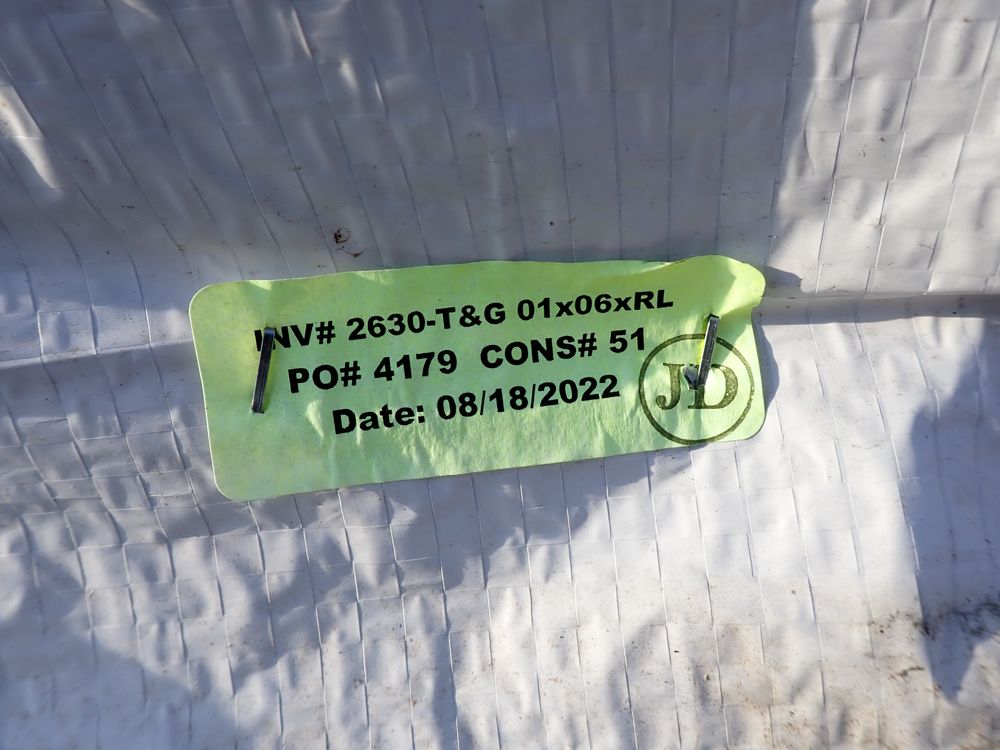 INV# 2630-T&G 01x06xRL
PO# 4179 CONS# 51
Date: 08/18/2022
JD